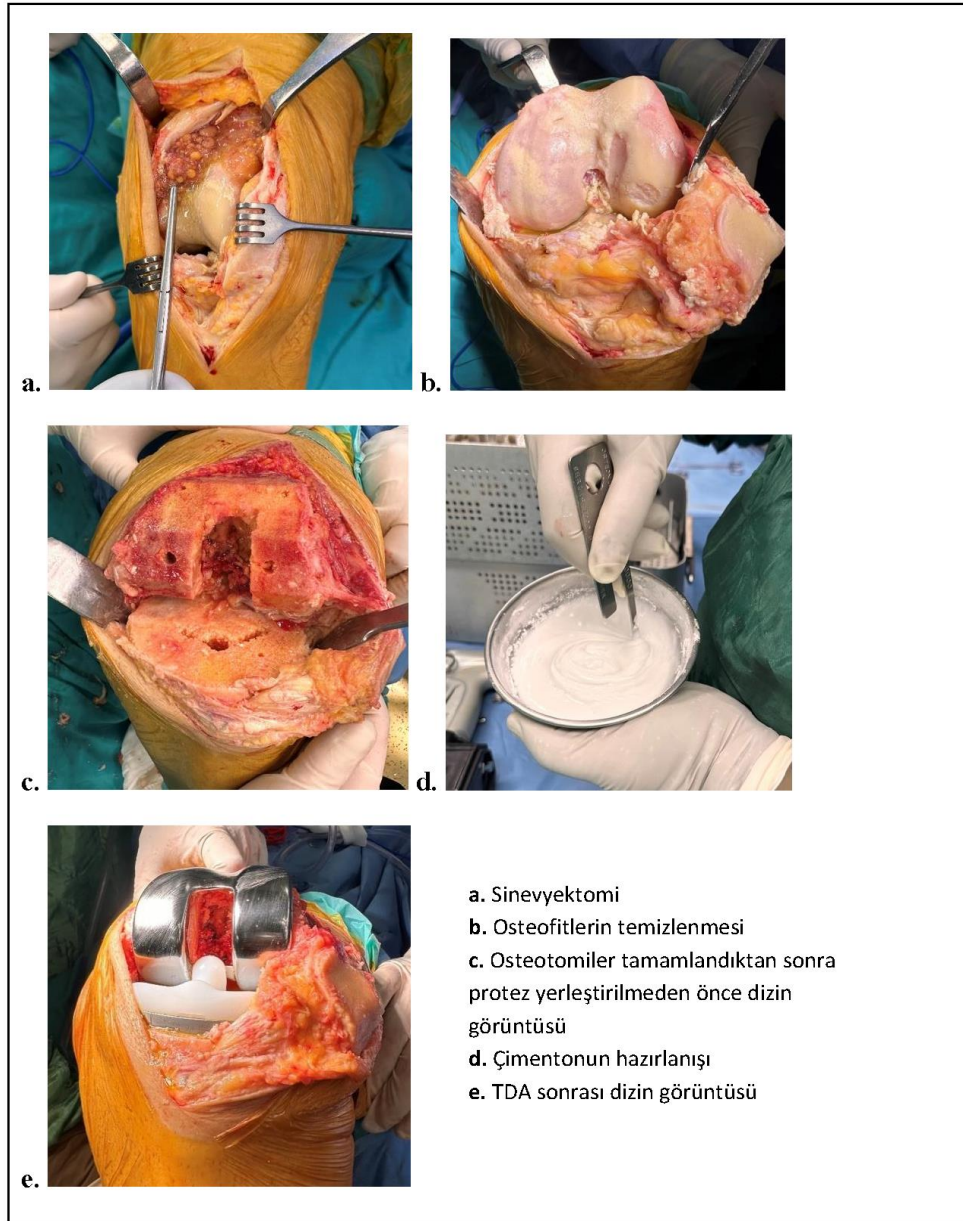 a.
b.
c.
d.
e.
a. Sinevyektomi
b. Osteofitlerin temizlenmesi
c. Osteotomiler tamamlandıktan sonra
protez yerleştirilmeden önce dizin
görüntüsü
d. Çimentonun hazırlanışı
e. TDA sonrası dizin görüntüsü